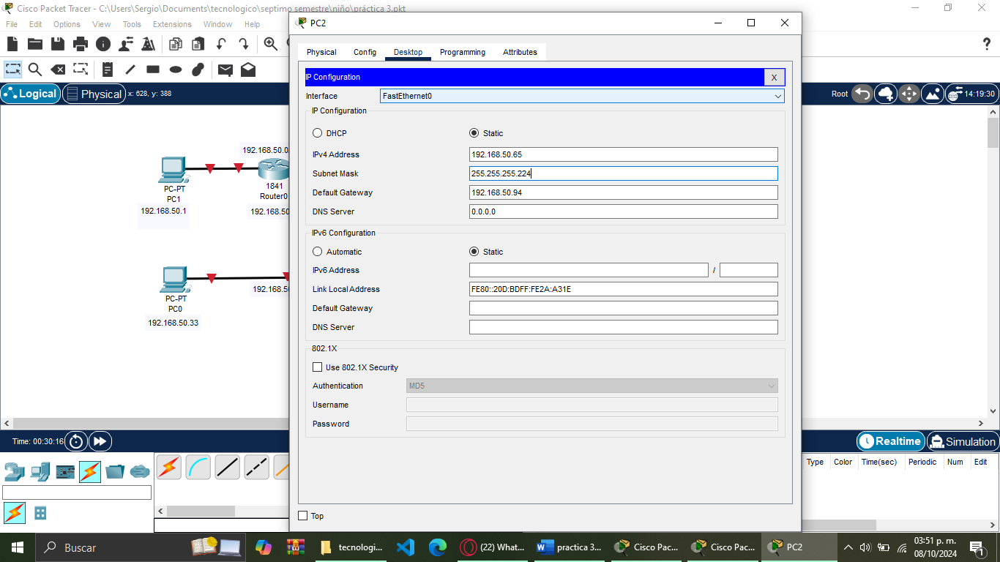 Cisco Packet Tracer - C:\Users\Sergio\Documents\tecnologico\septimo semestre\niño\práctica 3.pkt
File Edit Options View Tools Extensions Window Help
PC2
Physical Config Desktop Programming Attributes
Logical Physical x: 628, y: 388
Root 14:19:30
IP Configuration X
Interface FastEthernet0
IP Configuration
DHCP Static
IPv4 Address 192.168.50.65
Subnet Mask 255.255.255.224
Default Gateway 192.168.50.94
DNS Server 0.0.0.0
IPv6 Configuration
Automatic Static
IPv6 Address /
Link Local Address FE80::20D:BDFF:FE2A:A31E
Default Gateway
DNS Server
802.1X
Use 802.1X Security
Authentication MD5
Username
Password
Top
192.168.50.0
PC-PT
PC1
192.168.50.1
1841
Router0
192.168.50
PC-PT
PC0
192.168.50.33
192.168.50
Time: 00:30:16
Realtime Simulation
Type Color Time(sec) Periodic Num Edit
Buscar
tecnologi...
(22) What...
practica 3...
Cisco Pac...
Cisco Pac...
PC2
03:51 p. m.
08/10/2024
1